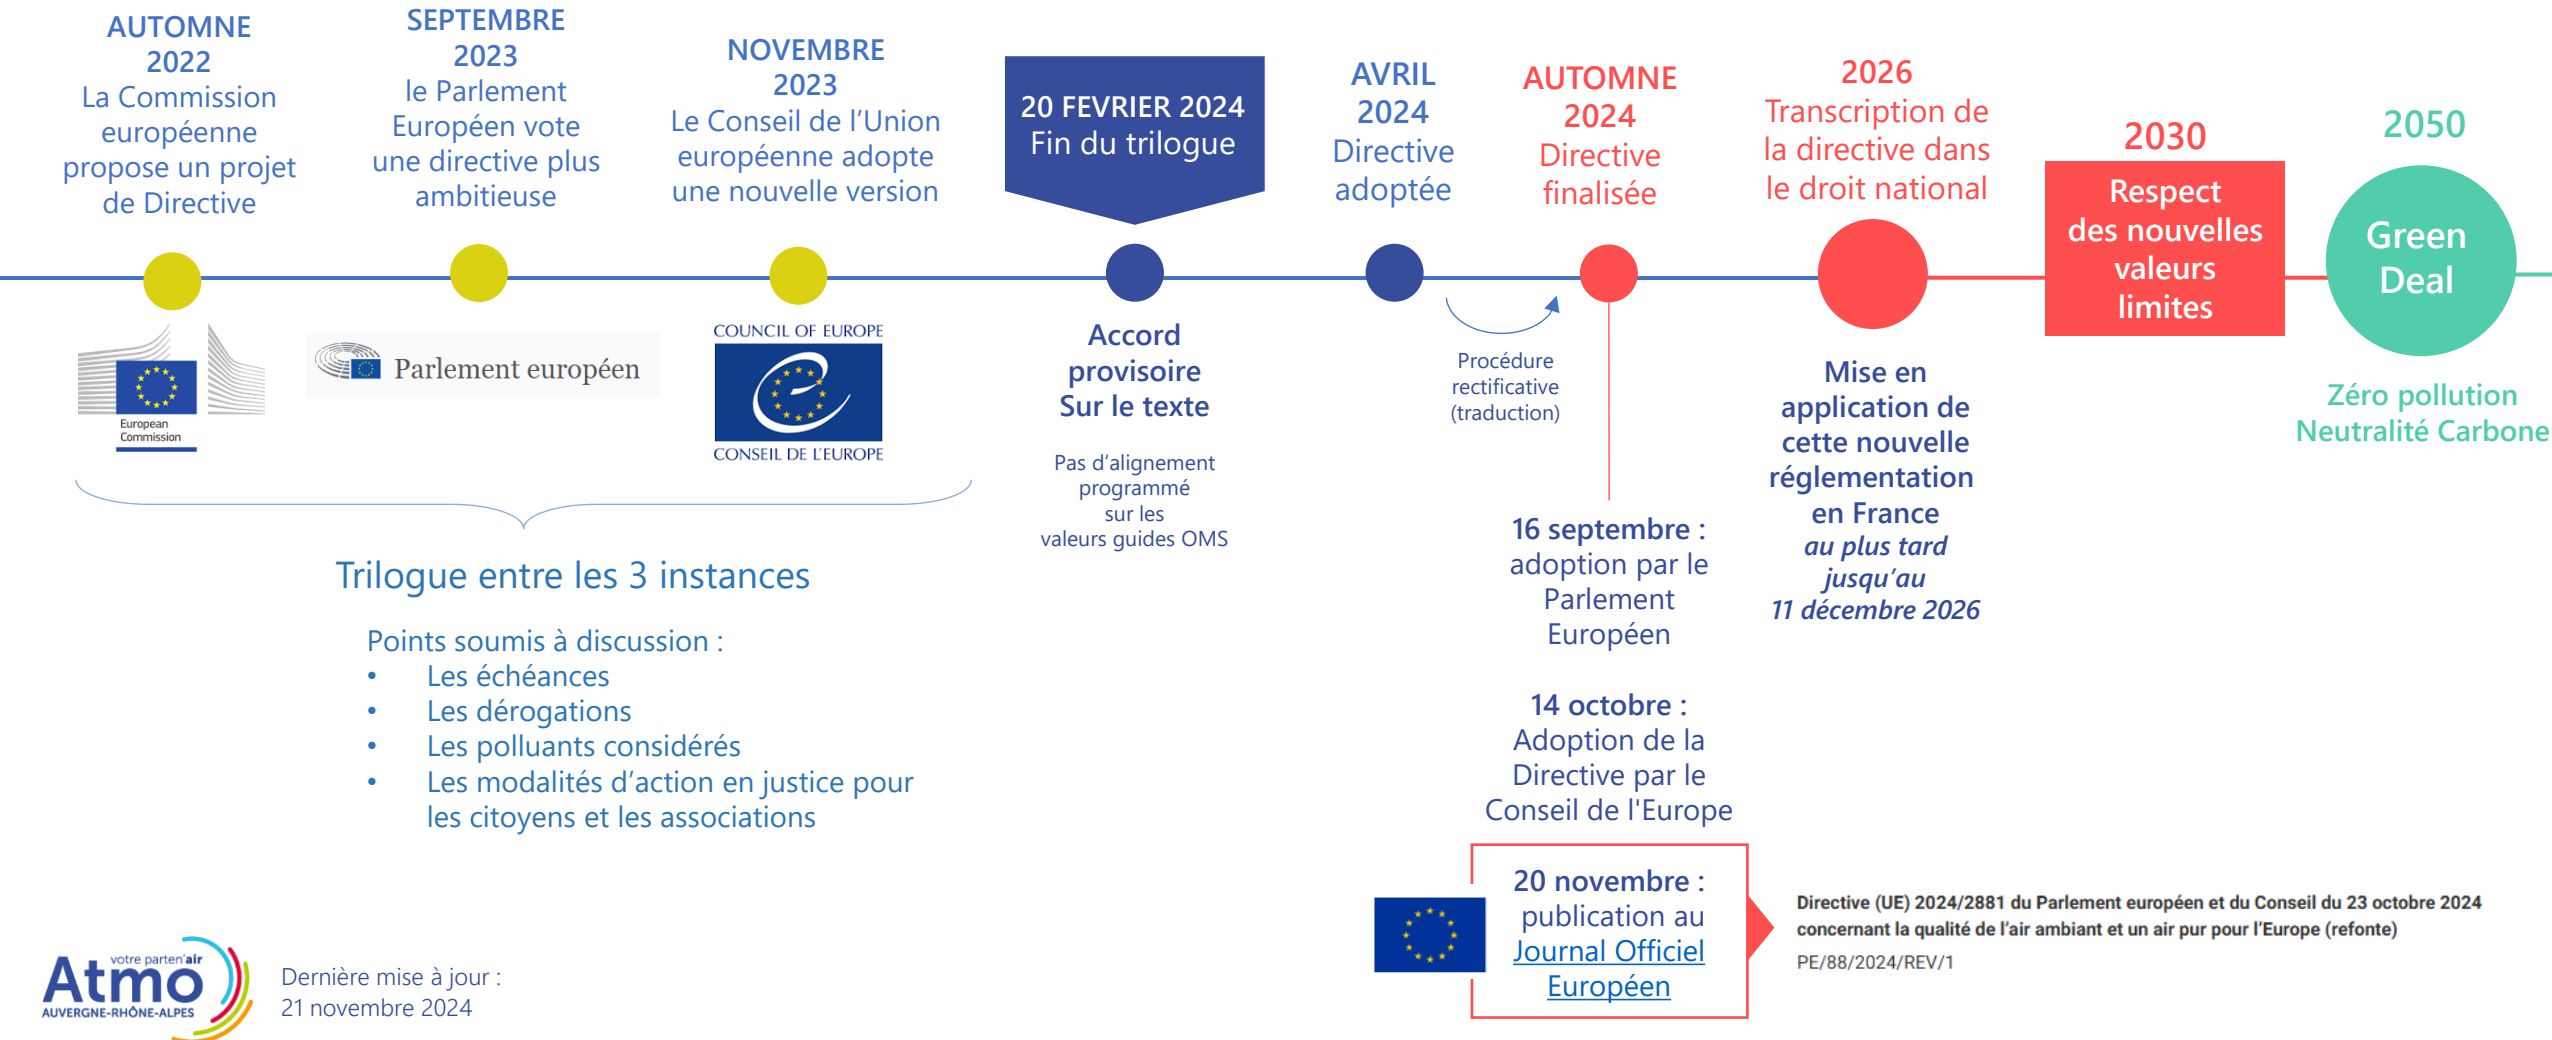 AUTOMNE
2022
La Commission
européenne
propose un projet
de Directive
SEPTEMBRE
2023
le Parlement
Européen vote
une directive plus
ambitieuse
NOVEMBRE
2023
Le Conseil de l'Union
européenne adopte
une nouvelle version
20 FEVRIER 2024
Fin du trilogue
AVRIL
2024
Directive
adoptée
AUTOMNE
2024
Directive
finalisée
2026
Transcription de
la directive dans
le droit national
2030
Respect
des nouvelles
valeurs
limites
2050
Green
Deal
European
Commission
Parlement européen
COUNCIL OF EUROPE
CONSEIL DE L'EUROPE
Accord
provisoire
Sur le texte
Pas d'alignement
programmé
sur les
valeurs guides OMS
Procédure
rectificative
(traduction)
Mise en
application de
cette nouvelle
réglementation
en France
au plus tard
jusqu'au
11 décembre 2026
Zéro pollution
Neutralité Carbone
Trilogue entre les 3 instances
Points soumis à discussion :
• Les échéances
• Les dérogations
• Les polluants considérés
• Les modalités d'action en justice pour
les citoyens et les associations
16 septembre :
adoption par le
Parlement
Européen
14 octobre :
Adoption de la
Directive par le
Conseil de l'Europe
20 novembre :
publication au
Journal Officiel
Européen
Directive (UE) 2024/2881 du Parlement européen et du Conseil du 23 octobre 2024
concernant la qualité de l'air ambiant et un air pur pour l'Europe (refonte)
PE/88/2024/REV/1
votre parten'air
Atmo
AUVERGNE-RHÔNE-ALPES
Dernière mise à jour :
21 novembre 2024